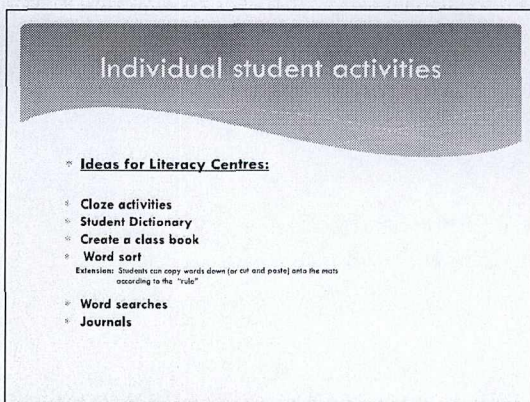 Individual student activities
* Ideas for Literacy Centres:
* Cloze activities
* Student Dictionary
* Create a class book
* Word sort
Extension: Students can copy words down (or cut and paste) onto the mats
according to the "rule"
* Word searches
* Journals